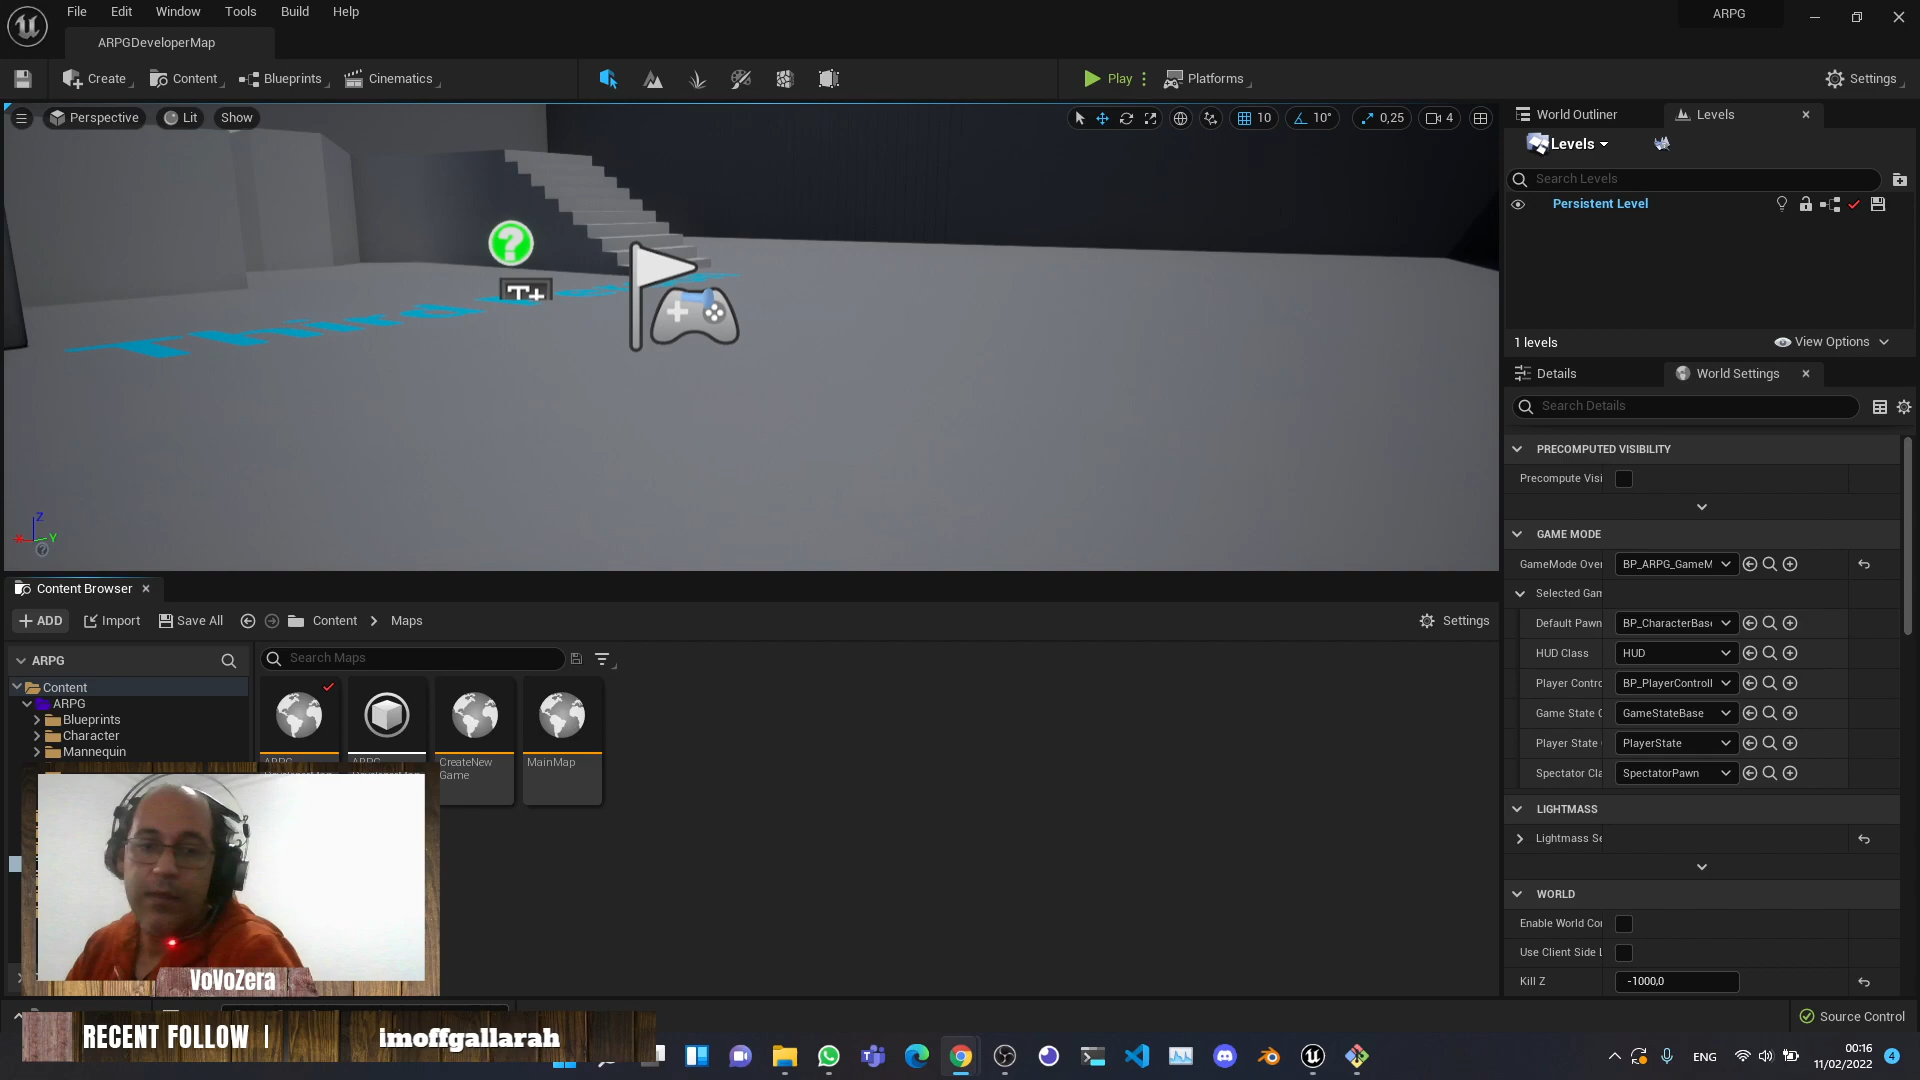 File Edit Window Tools Build Help
ARPG
ARPGDeveloperMap
Create Content Blueprints Cinematics Play Platforms Settings
Perspective Lit Show 10 10° 0,25 4
World Outliner Levels
Levels
Search Levels
Persistent Level
T+
1 levels View Options
Details World Settings
Search Details
PRECOMPUTED VISIBILITY
Precompute Visi
GAME MODE
GameMode Over BP_ARPG_GameM
Selected Gam
Default Pawn BP_CharacterBas
HUD Class HUD
Player Contro BP_PlayerControll
Game State C GameStateBase
Player State PlayerState
Spectator Cla SpectatorPawn
LIGHTMASS
Lightmass Se
WORLD
Enable World Co
Use Client Side L
Kill Z -1000,0
Z
X Y
Content Browser
ADD Import Save All Content Maps Settings
ARPG
Search Maps
Content
ARPG
Blueprints
Character
Mannequin
CreateNew
Game
MainMap
VoVoZera
RECENT FOLLOW | imoffgallarah
Source Control
ENG 00:16
11/02/2022 4